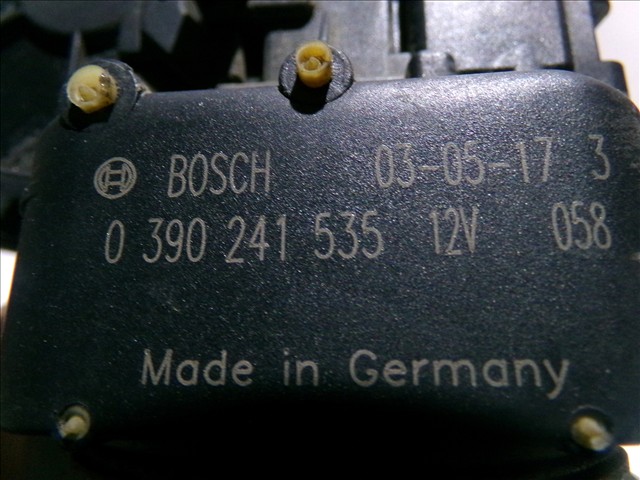 BOSCH 03-05-17 3
0 390 241 535 12V 058
Made in Germany